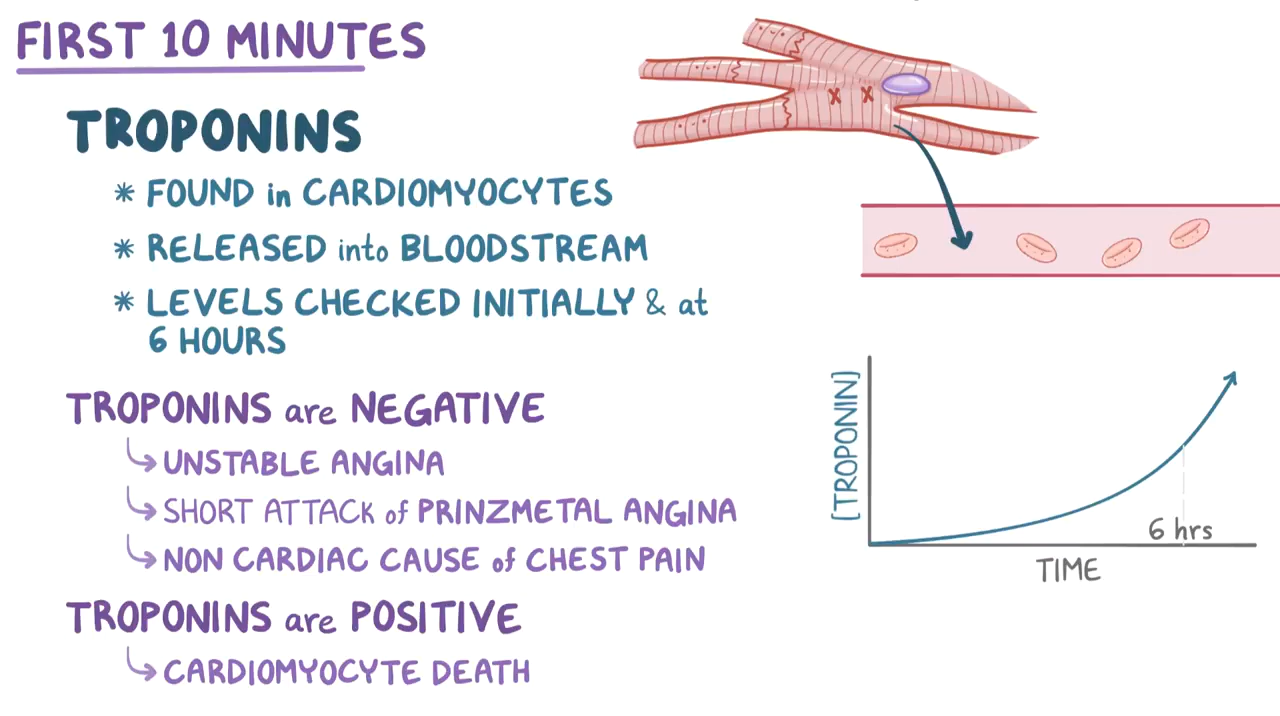 FIRST 10 MINUTES
TROPONINS
* FOUND in CARDIOMYOCYTES
* RELEASED into BLOODSTREAM
* LEVELS CHECKED INITIALLY & at
6 HOURS
TROPONINS are NEGATIVE
↳ UNSTABLE ANGINA
↳ SHORT ATTACK of PRINZMETAL ANGINA
↳ NON CARDIAC CAUSE of CHEST PAIN
TROPONINS are POSITIVE
↳ CARDIOMYOCYTE DEATH
x x
[TROPONIN]
6 hrs
TIME